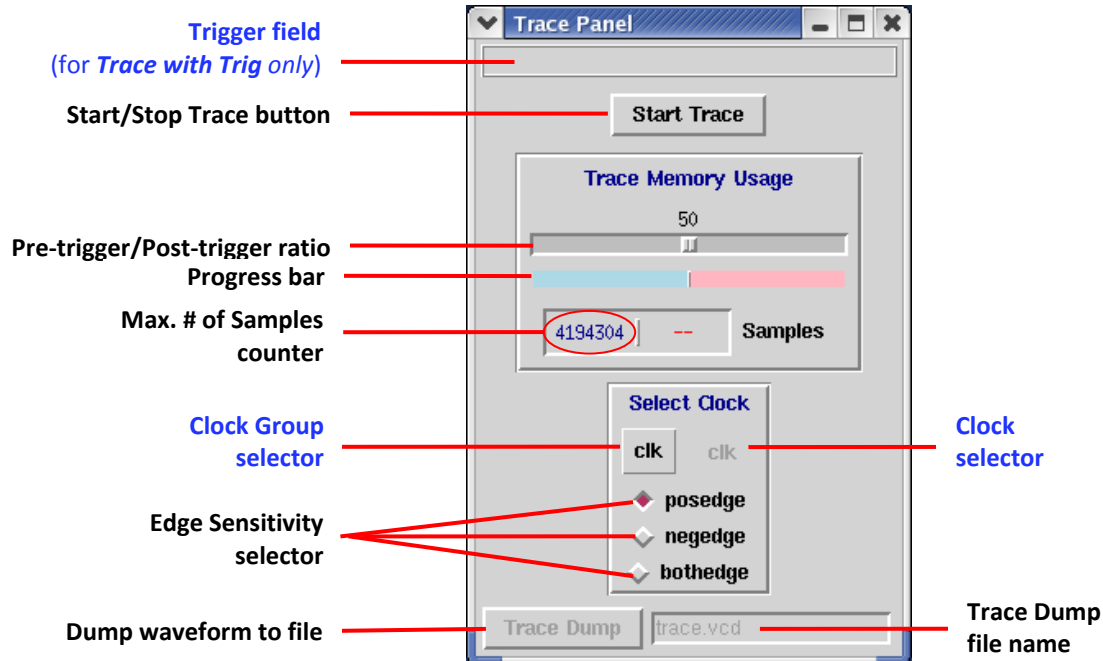 Trace Panel
Trigger field
(for Trace with Trig only)
Start/Stop Trace button
Start Trace
Trace Memory Usage
50
Pre-trigger/Post-trigger ratio
Progress bar
Max. # of Samples
counter
4194304
--
Samples
Select Clock
Clock Group
selector
clk
clk
Clock
selector
posedge
Edge Sensitivity
selector
negedge
bothedge
Dump waveform to file
Trace Dump
trace.vcd
Trace Dump
file name